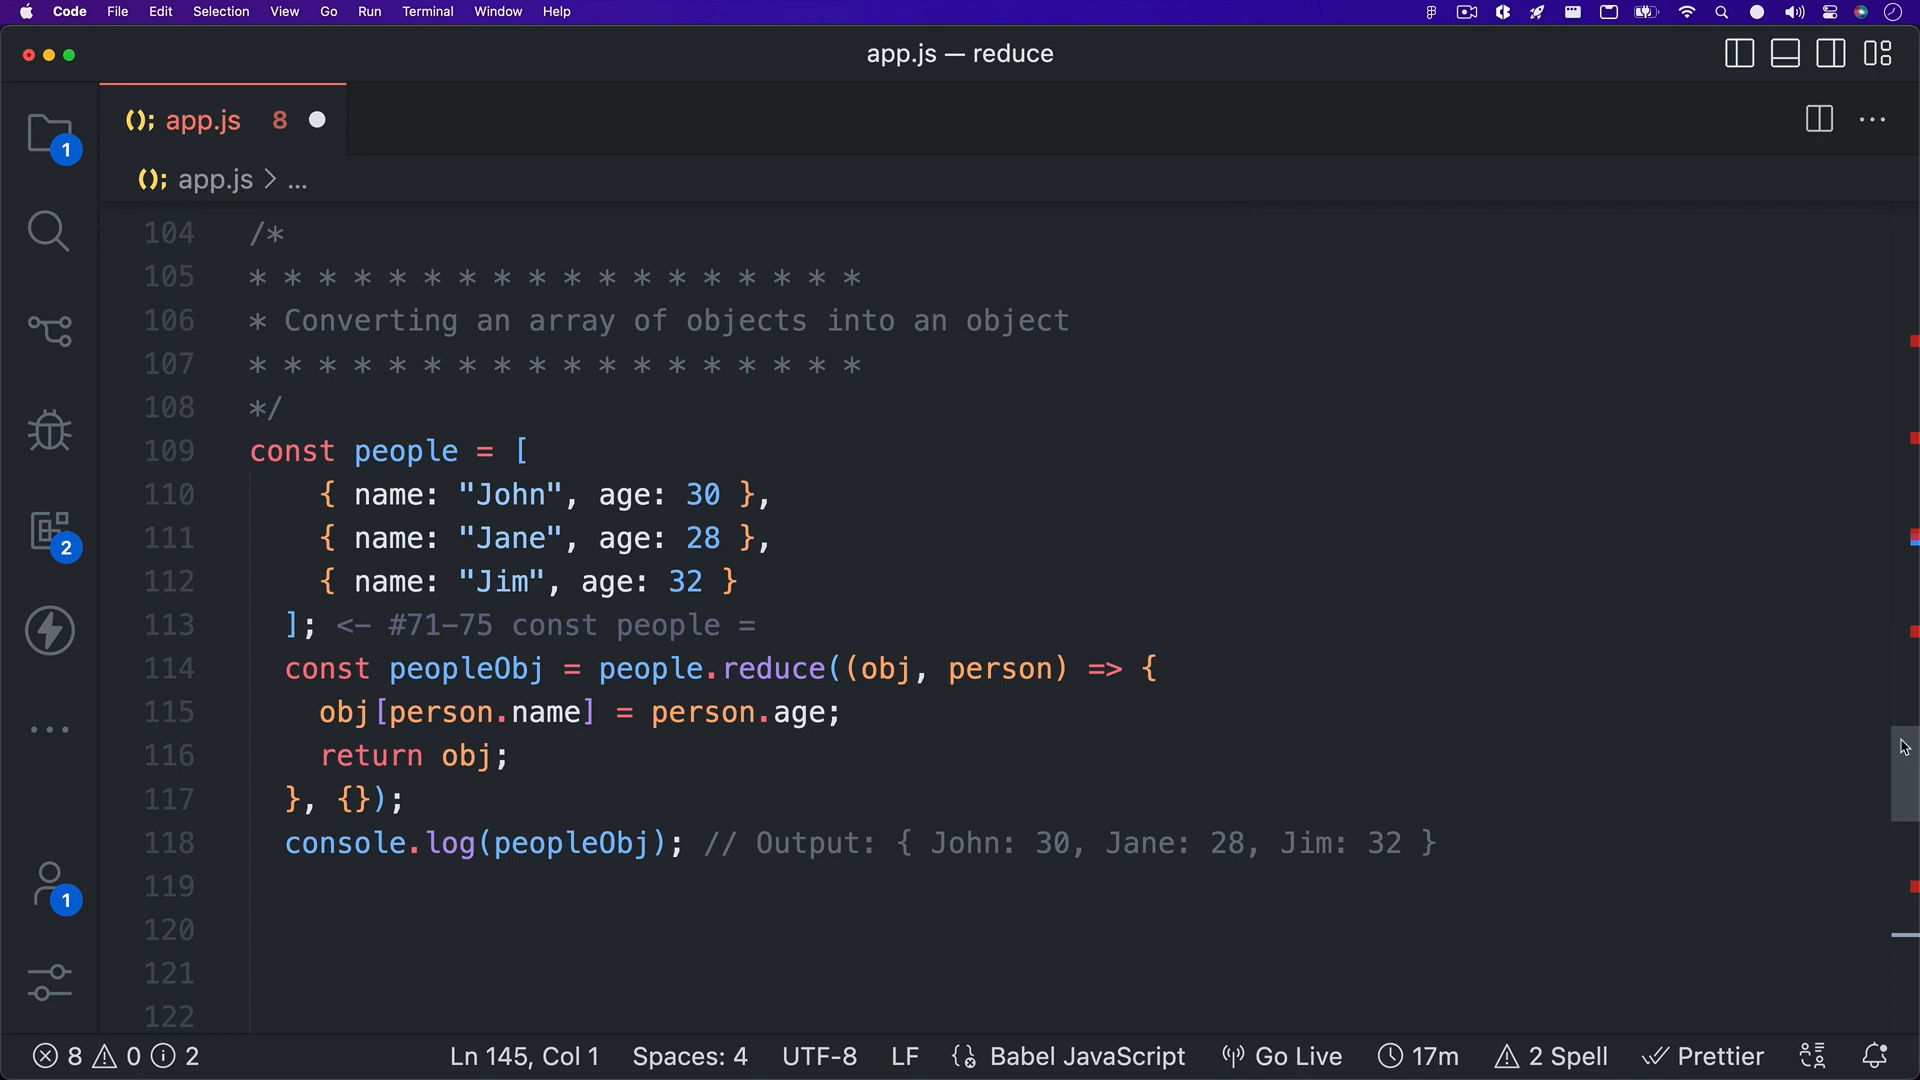 Code File Edit Selection View Go Run Terminal Window Help
app.js — reduce
(); app.js 8
1
(); app.js > ...
104 /*
105 * * * * * * * * * * * * * * * * * *
106 * Converting an array of objects into an object
107 * * * * * * * * * * * * * * * * * *
108 */
109 const people = [
110 { name: "John", age: 30 },
111 { name: "Jane", age: 28 },
2
112 { name: "Jim", age: 32 }
113 ]; <- #71-75 const people =
114 const peopleObj = people.reduce((obj, person) => {
115 obj[person.name] = person.age;
116 return obj;
117 }, {});
118 console.log(peopleObj); // Output: { John: 30, Jane: 28, Jim: 32 }
119
1
120
121
122
8 0 2 Ln 145, Col 1 Spaces: 4 UTF-8 LF {} Babel JavaScript Go Live 17m 2 Spell Prettier